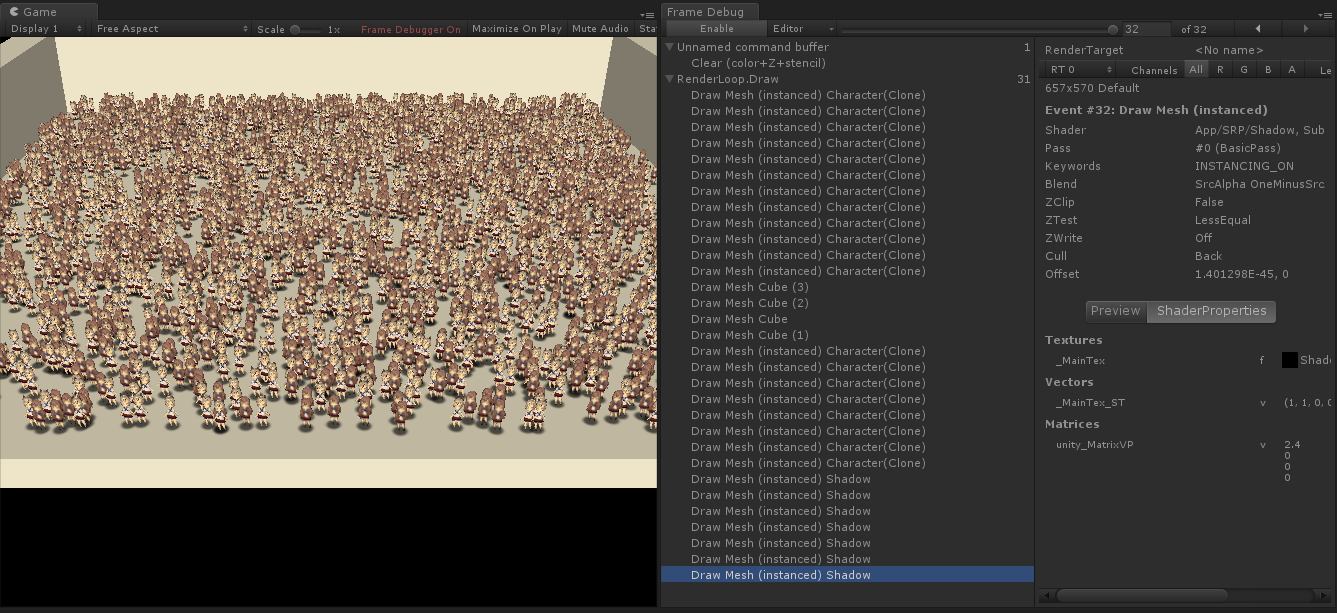 Game
Display 1 Free Aspect Scale 1x Frame Debugger On Maximize On Play Mute Audio Sta
Frame Debug
Enable Editor 32 of 32
Unnamed command buffer 1
Clear (color+Z+stencil)
RenderLoop.Draw 31
Draw Mesh (instanced) Character(Clone)
Draw Mesh (instanced) Character(Clone)
Draw Mesh (instanced) Character(Clone)
Draw Mesh (instanced) Character(Clone)
Draw Mesh (instanced) Character(Clone)
Draw Mesh (instanced) Character(Clone)
Draw Mesh (instanced) Character(Clone)
Draw Mesh (instanced) Character(Clone)
Draw Mesh (instanced) Character(Clone)
Draw Mesh (instanced) Character(Clone)
Draw Mesh (instanced) Character(Clone)
Draw Mesh (instanced) Character(Clone)
Draw Mesh Cube (3)
Draw Mesh Cube (2)
Draw Mesh Cube
Draw Mesh Cube (1)
Draw Mesh (instanced) Character(Clone)
Draw Mesh (instanced) Character(Clone)
Draw Mesh (instanced) Character(Clone)
Draw Mesh (instanced) Character(Clone)
Draw Mesh (instanced) Character(Clone)
Draw Mesh (instanced) Character(Clone)
Draw Mesh (instanced) Character(Clone)
Draw Mesh (instanced) Character(Clone)
Draw Mesh (instanced) Shadow
Draw Mesh (instanced) Shadow
Draw Mesh (instanced) Shadow
Draw Mesh (instanced) Shadow
Draw Mesh (instanced) Shadow
Draw Mesh (instanced) Shadow
Draw Mesh (instanced) Shadow
RenderTarget <No name>
RT 0 Channels All R G B A Le
657x570 Default
Event #32: Draw Mesh (instanced)
Shader App/SRP/Shadow, Sub
Pass #0 (BasicPass)
Keywords INSTANCING_ON
Blend SrcAlpha OneMinusSrc
ZClip False
ZTest LessEqual
ZWrite Off
Cull Back
Offset 1.401298E-45, 0
Preview ShaderProperties
Textures
_MainTex f Shad
Vectors
_MainTex_ST v (1, 1, 0, 0
Matrices
unity_MatrixVP v 2.4
0
0
0